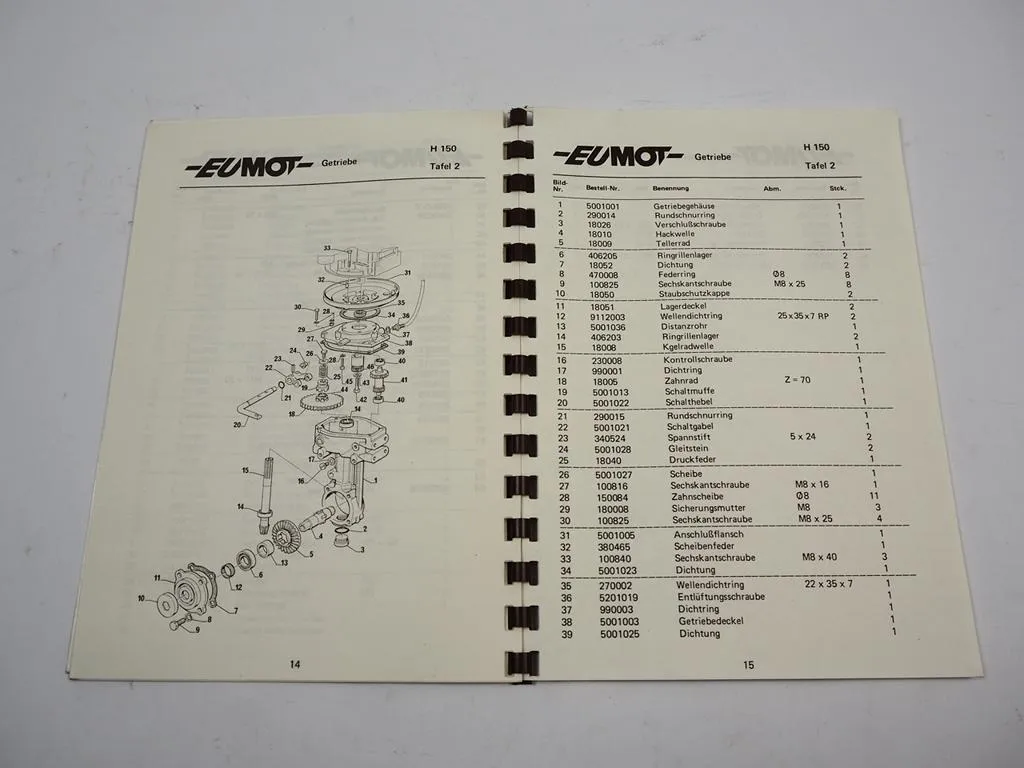 EUMOT Getriebe H 150
Tafel 2
33
31
32
35
30 28 34
36
29 37
27 38
24 26 39
23 28 46 40
22 25 45 43 41
19 44
21 42 40
18 14
20
17
15 16 1
14
2
4
5 3
13
11 6
12
10 7
8
9
14
EUMOT Getriebe H 150
Tafel 2
Bild-
Nr. Bestell-Nr. Benennung Abm. Stck.
1 5001001 Getriebegehäuse 1
2 290014 Rundschnurring 1
3 18026 Verschlußschraube 1
4 18010 Hackwelle 1
5 18009 Tellerrad 1
6 406205 Ringrillenlager 2
7 18052 Dichtung 2
8 470008 Federring Ø8 8
9 100825 Sechskantschraube M8 x 25 8
10 18050 Staubschutzkappe 2
11 18051 Lagerdeckel 2
12 9112003 Wellendichtring 25x35x7 RP 2
13 5001036 Distanzrohr 1
14 406203 Ringrillenlager 2
15 18008 Kgelradwelle 1
16 230008 Kontrollschraube 1
17 990001 Dichtring 1
18 18005 Zahnrad Z = 70 1
19 5001013 Schaltmuffe 1
20 5001022 Schalthebel 1
21 290015 Rundschnurring 1
22 5001021 Schaltgabel 1
23 340524 Spannstift 5 x 24 2
24 5001028 Gleitstein 2
25 18040 Druckfeder 1
26 5001027 Scheibe 1
27 100816 Sechskantschraube M8 x 16 1
28 150084 Zahnscheibe Ø8 11
29 180008 Sicherungsmutter M8 3
30 100825 Sechskantschraube M8 x 25 4
31 5001005 Anschlußflansch 1
32 380465 Scheibenfeder 1
33 100840 Sechskantschraube M8 x 40 3
34 5001023 Dichtung 1
35 270002 Wellendichtring 22 x 35 x 7 1
36 5201019 Entlüftungsschraube 1
37 990003 Dichtring 1
38 5001003 Getriebedeckel 1
39 5001025 Dichtung 1
15